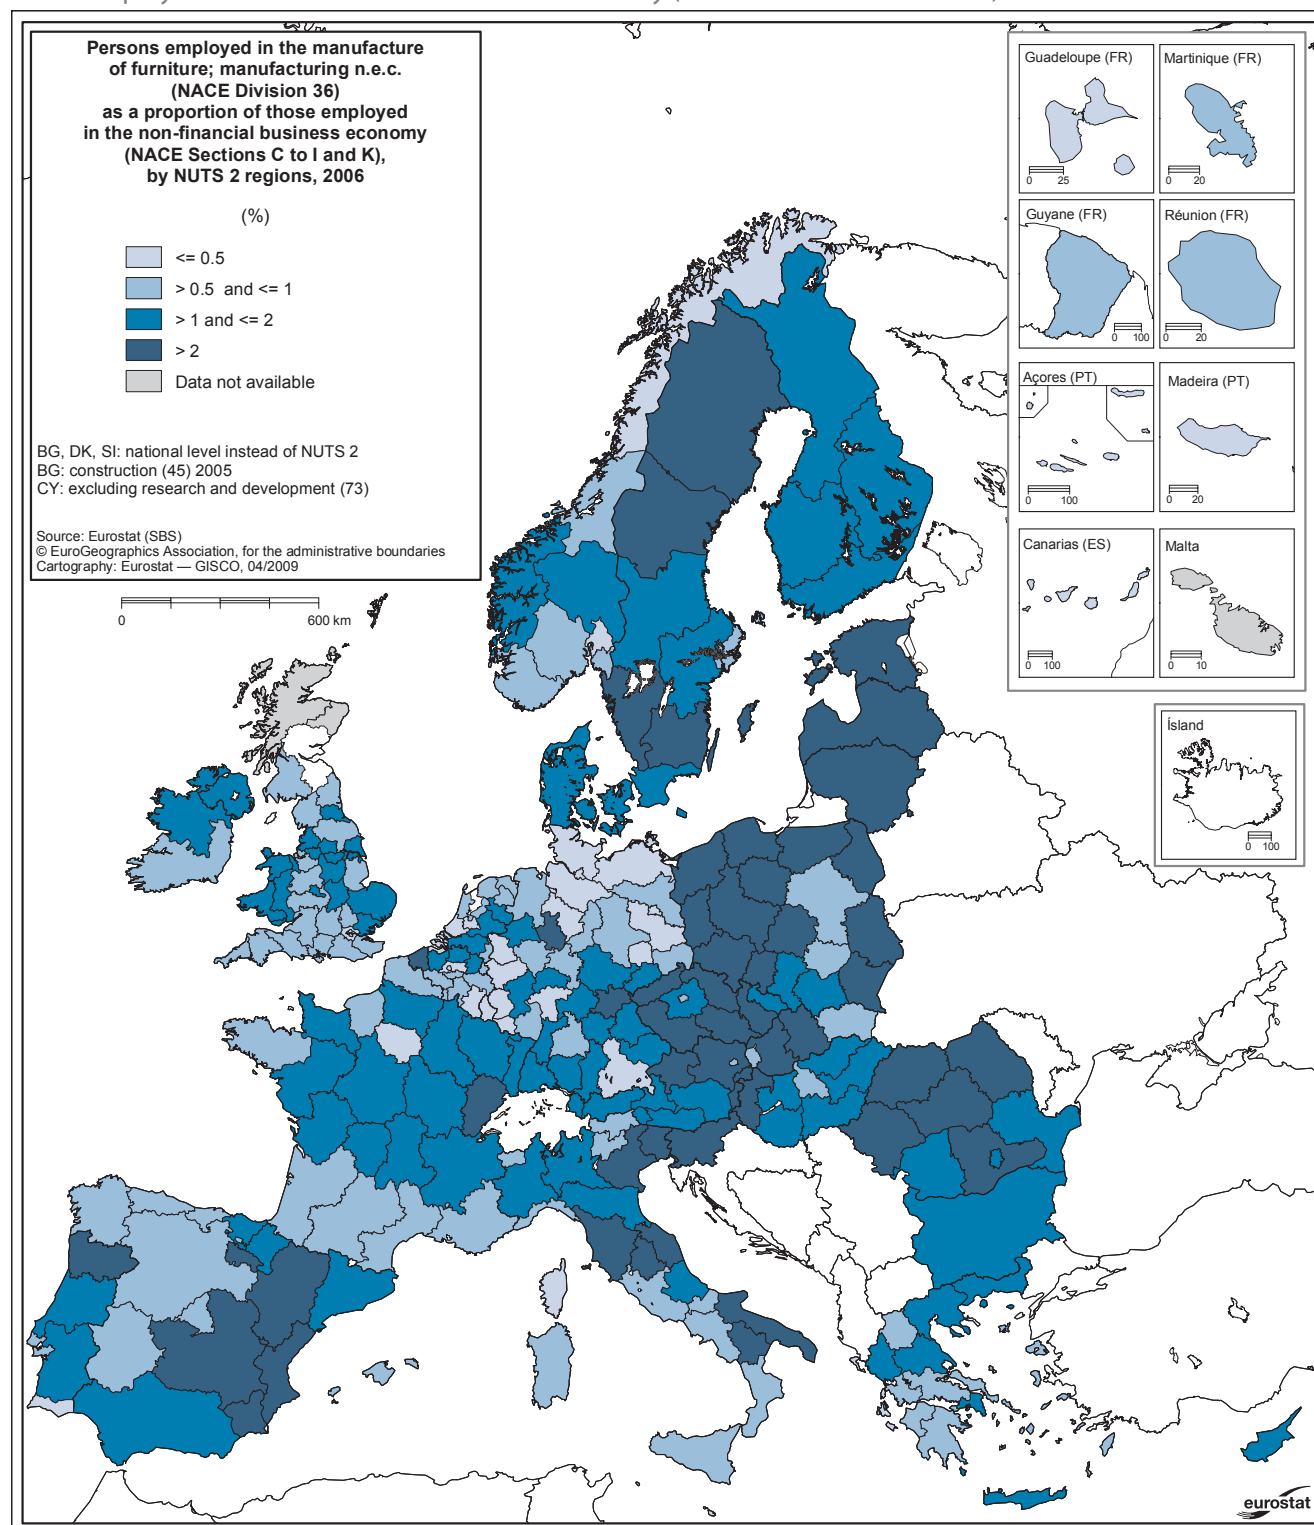 Persons employed in the manufacture
of furniture; manufacturing n.e.c.
(NACE Division 36)
as a proportion of those employed
in the non-financial business economy
(NACE Sections C to I and K),
by NUTS 2 regions, 2006
(%)
<= 0.5
> 0.5 and <= 1
> 1 and <= 2
> 2
Data not available
BG, DK, SI: national level instead of NUTS 2
BG: construction (45) 2005
CY: excluding research and development (73)
Source: Eurostat (SBS)
© EuroGeographics Association, for the administrative boundaries
Cartography: Eurostat — GISCO, 04/2009
0 600 km
Guadeloupe (FR)
0 25
Martinique (FR)
0 20
Guyane (FR)
0 100
Réunion (FR)
0 20
Açores (PT)
0 100
Madeira (PT)
0 20
Canarias (ES)
0 100
Malta
0 10
Ísland
0 100
eurostat